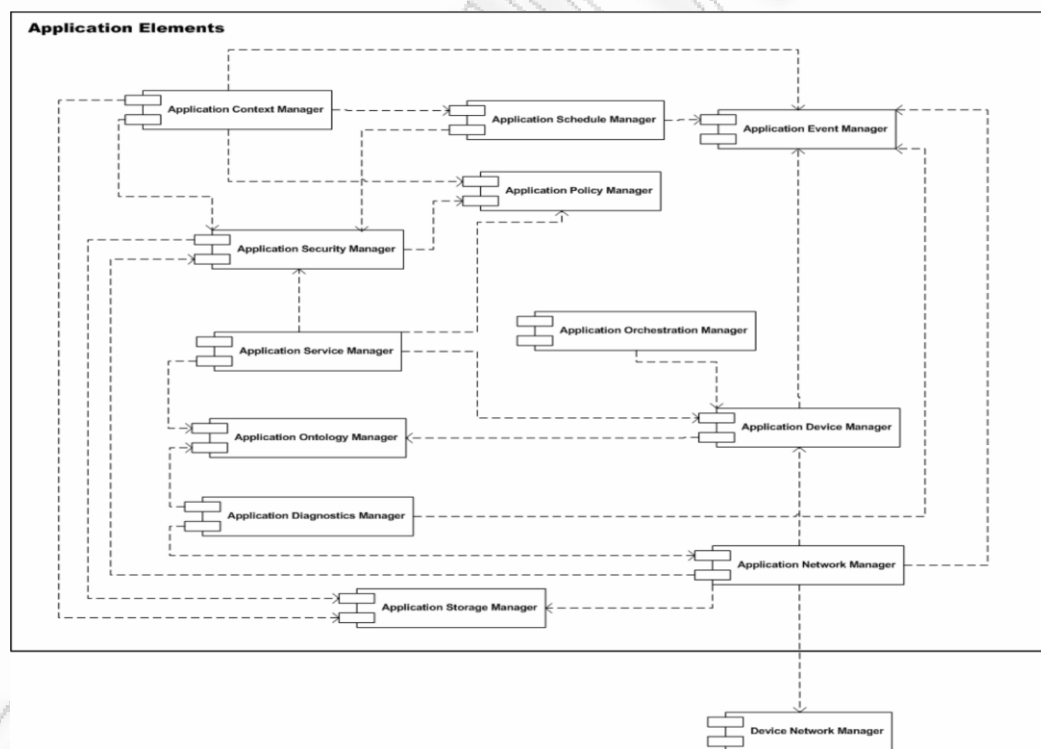 Application Elements
Application Context Manager
Application Schedule Manager
Application Event Manager
Application Policy Manager
Application Security Manager
Application Orchestration Manager
Application Service Manager
Application Device Manager
Application Ontology Manager
Application Diagnostics Manager
Application Network Manager
Application Storage Manager
Device Network Manager